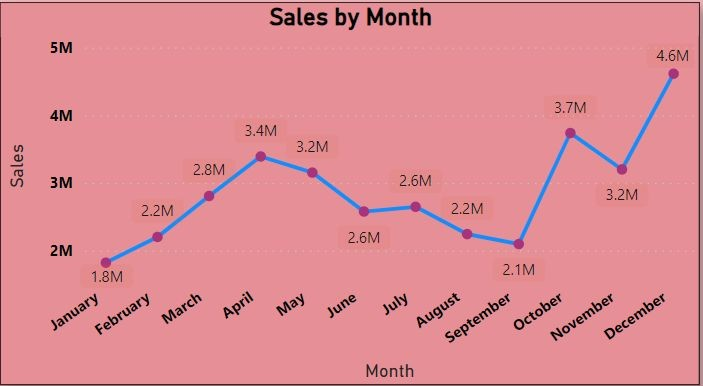 Sales by Month
Sales
5M
4M
3M
2M
1.8M
2.2M
2.8M
3.4M
3.2M
2.6M
2.6M
2.2M
2.1M
3.7M
3.2M
4.6M
January
February
March
April
May
June
July
August
September
October
November
December
Month